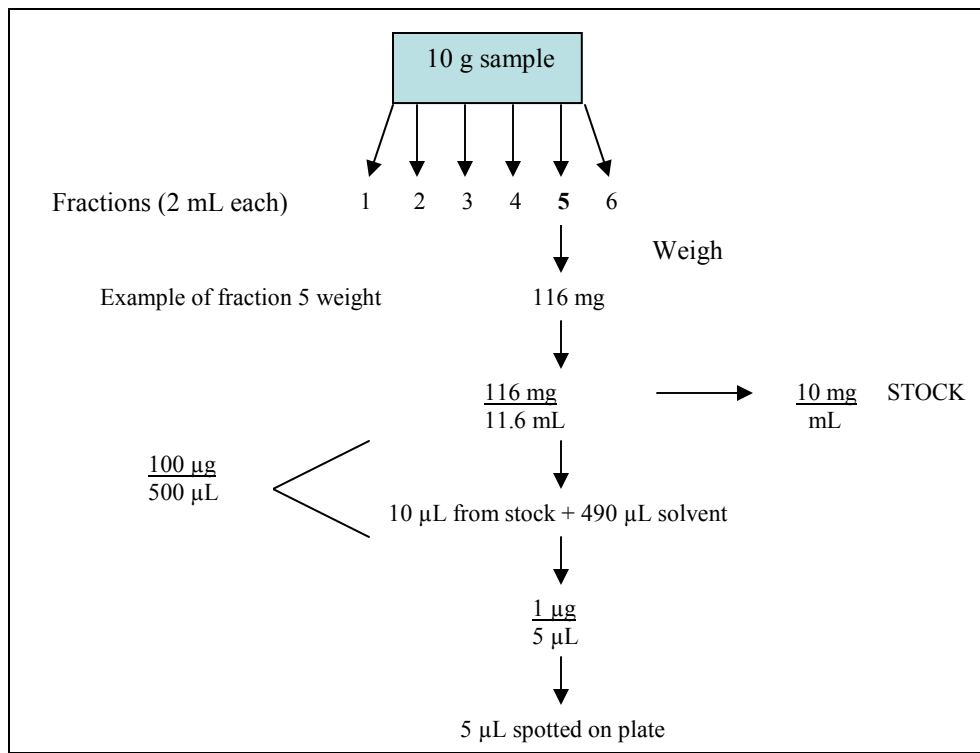 10 g sample
Fractions (2 mL each) 1 2 3 4 5 6
Weigh
Example of fraction 5 weight 116 mg
116 mg
11.6 mL
10 mg STOCK
mL
100 µg
500 µL
10 µL from stock + 490 µL solvent
1 µg
5 µL
5 µL spotted on plate